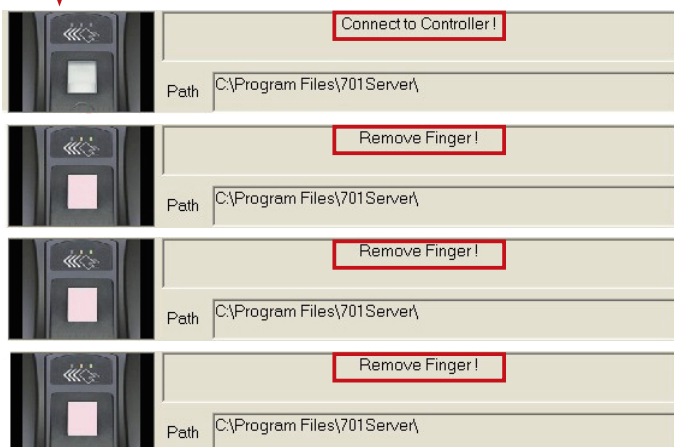 Connect to Controller !
Path C:\Program Files\701Server\
Remove Finger !
Path C:\Program Files\701Server\
Remove Finger !
Path C:\Program Files\701Server\
Remove Finger !
Path C:\Program Files\701Server\